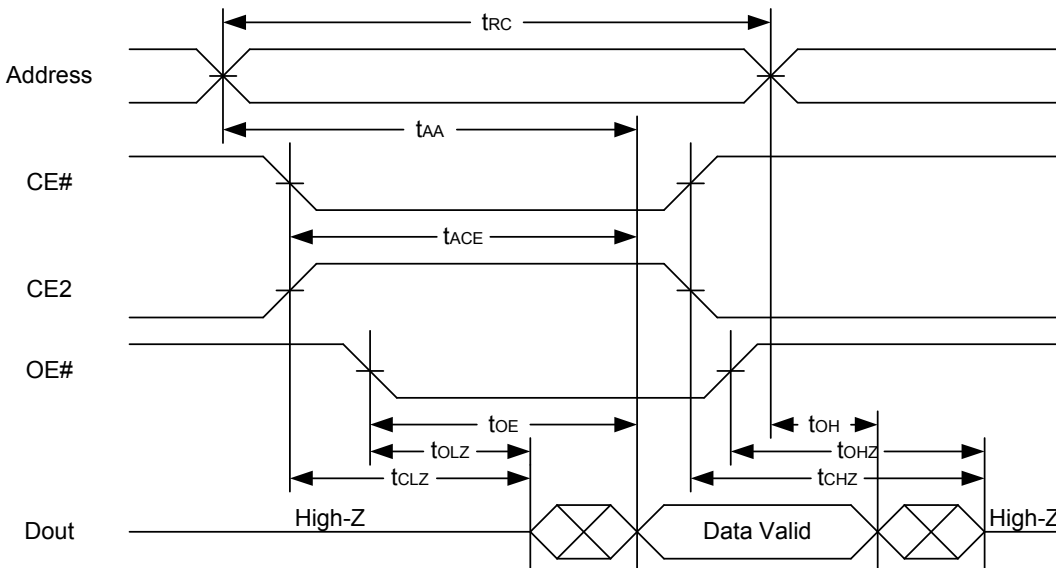 tRC
Address
tAA
CE#
tACE
CE2
OE#
tOE
tOH
tOLZ
tOHZ
tCLZ
tCHZ
High-Z
Data Valid
High-Z
Dout